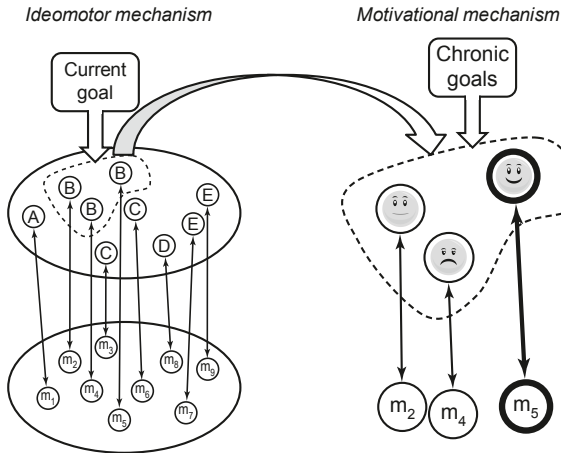 Ideomotor mechanism
Motivational mechanism
Current
goal
Chronic
goals
B
B
B
E
A
C
E
D
C
m3
m2
m8
m9
m1
m4
m6
m5
m7
m2
m4
m5